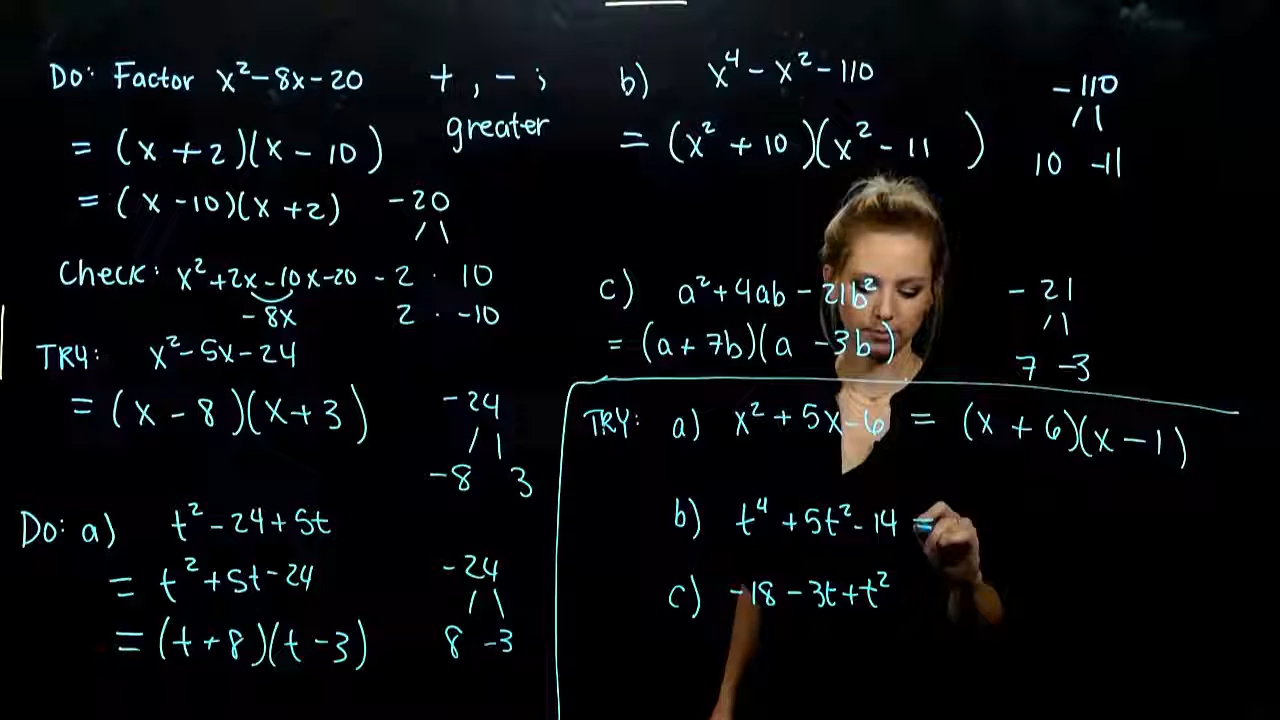 Do: Factor x²-8x-20 +, - ;
greater
= (x +2)(x - 10)
= (x -10)(x +2) -20
Check: x²+2x-10x-20 -2 · 10
-8x 2 · -10
TRY: x²-5x-24
= (x - 8)(x+3) -24
-8 3
Do: a) t²-24+5t
= t²+5t-24 -24
= (t+8)(t-3) 8 -3
b) x⁴-x²-110 -110
= (x² +10)(x² - 11) 10 -11
c) a²+4ab-21b² -21
= (a+7b)(a -3b) 7 -3
TRY: a) x²+5x-6 = (x+6)(x-1)
b) t⁴+5t²-14 =
c) -18-3t+t²